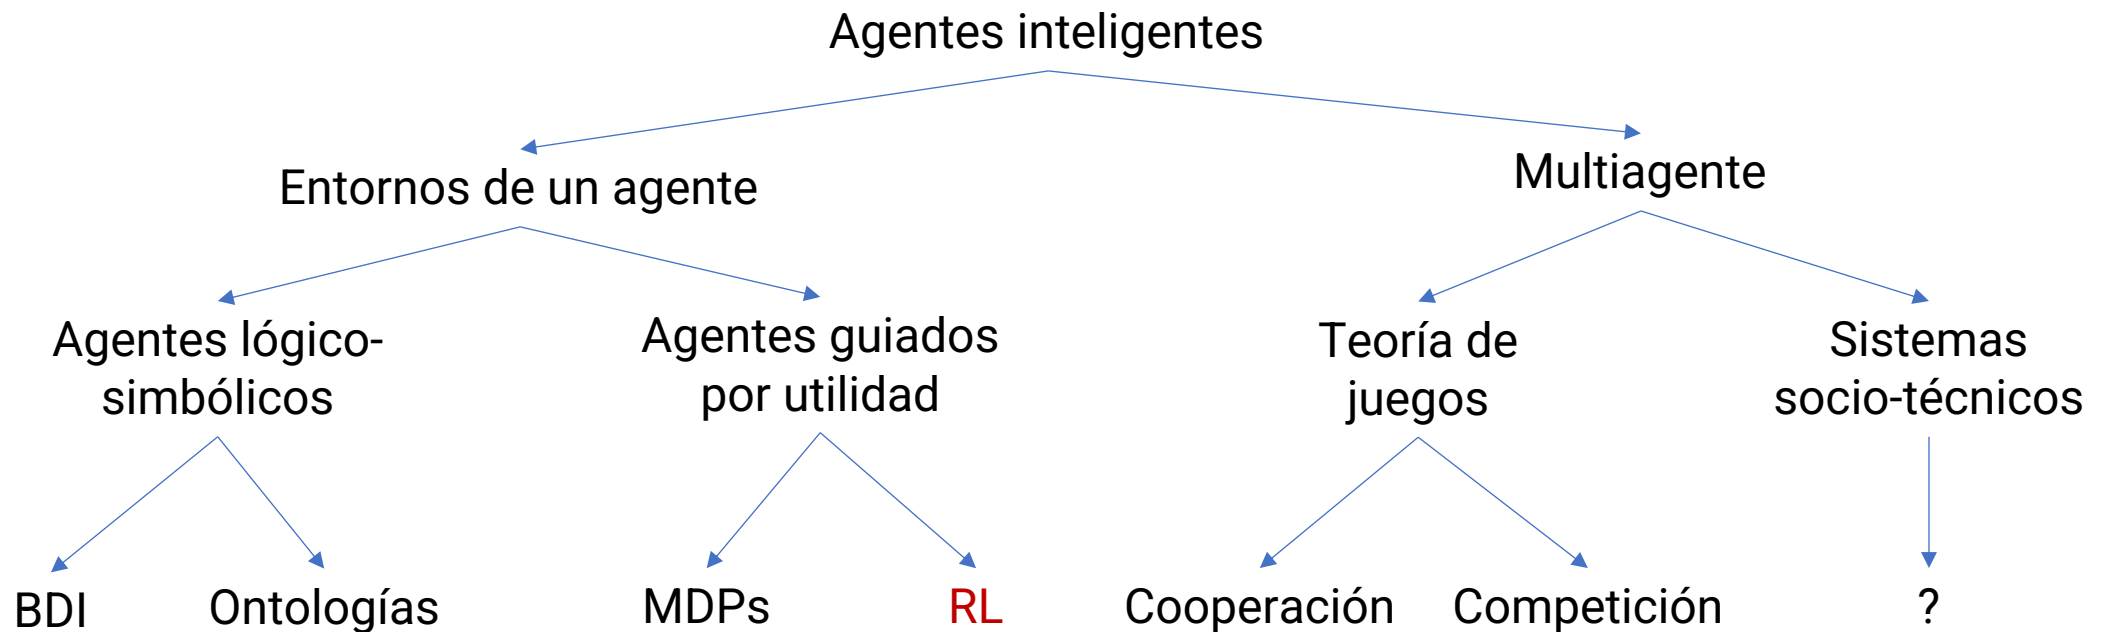 Agentes inteligentes
Entornos de un agente
Multiagente
Agentes lógico-
simbólicos
Agentes guiados
por utilidad
Teoría de
juegos
Sistemas
socio-técnicos
BDI
Ontologías
MDPs
RL
Cooperación
Competición
?